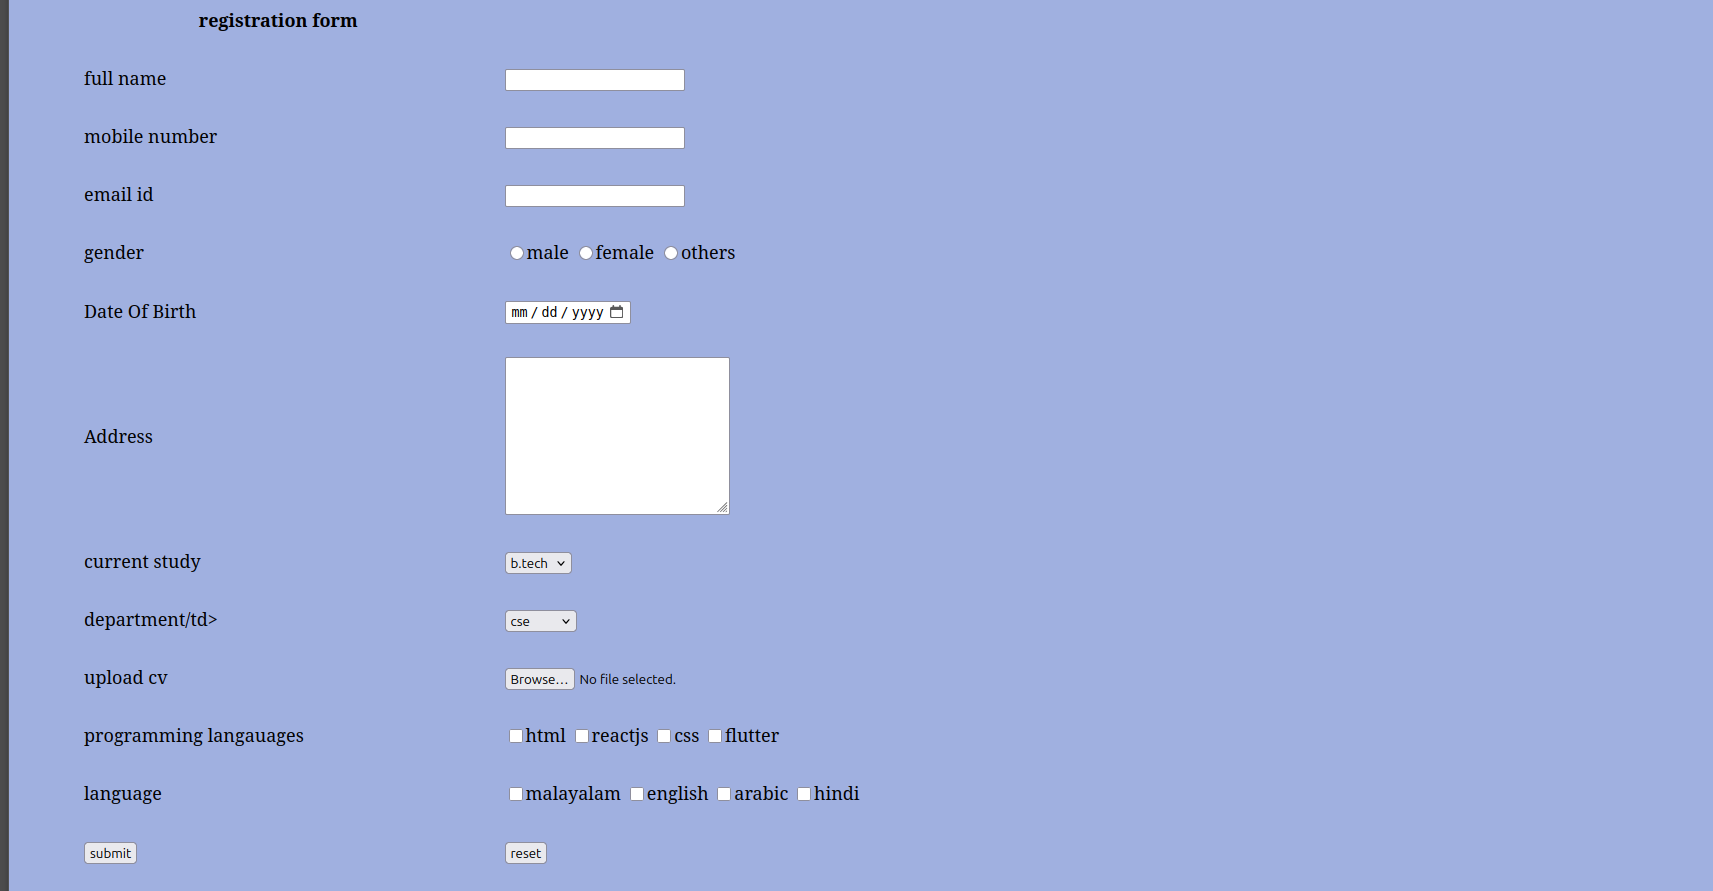 registration form
full name
mobile number
email id
gender male female others
Date Of Birth mm / dd / yyyy
Address
current study b.tech
department/td> cse
upload cv Browse... No file selected.
programming langauages html reactjs css flutter
language malayalam english arabic hindi
submit reset